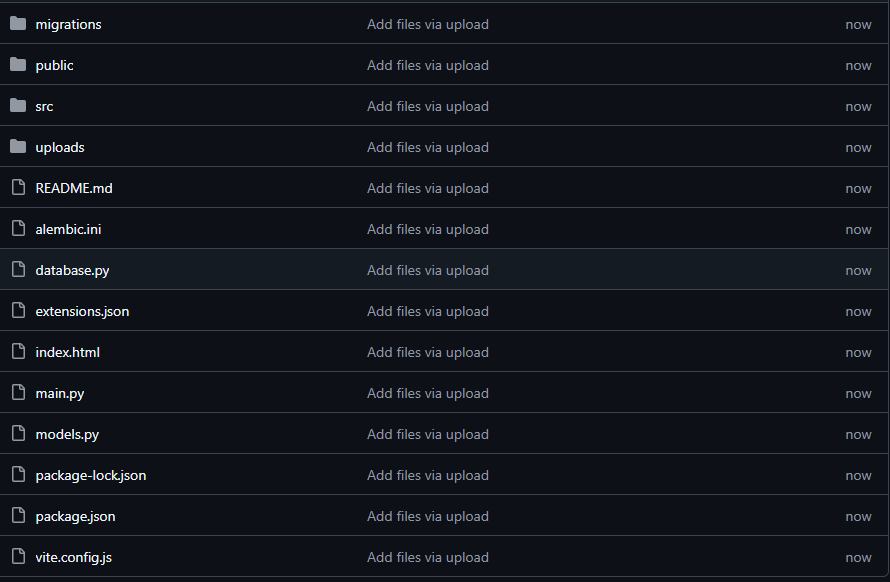 migrations Add files via upload now
public Add files via upload now
src Add files via upload now
uploads Add files via upload now
README.md Add files via upload now
alembic.ini Add files via upload now
database.py Add files via upload now
extensions.json Add files via upload now
index.html Add files via upload now
main.py Add files via upload now
models.py Add files via upload now
package-lock.json Add files via upload now
package.json Add files via upload now
vite.config.js Add files via upload now